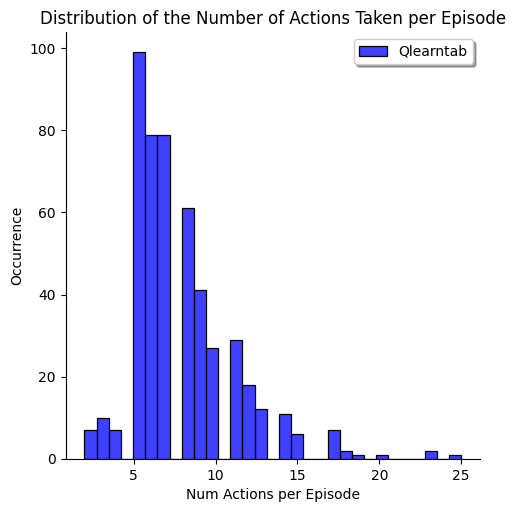 Distribution of the Number of Actions Taken per Episode
Qlearntab
100
80
60
40
20
0
Occurrence
5 10 15 20 25
Num Actions per Episode